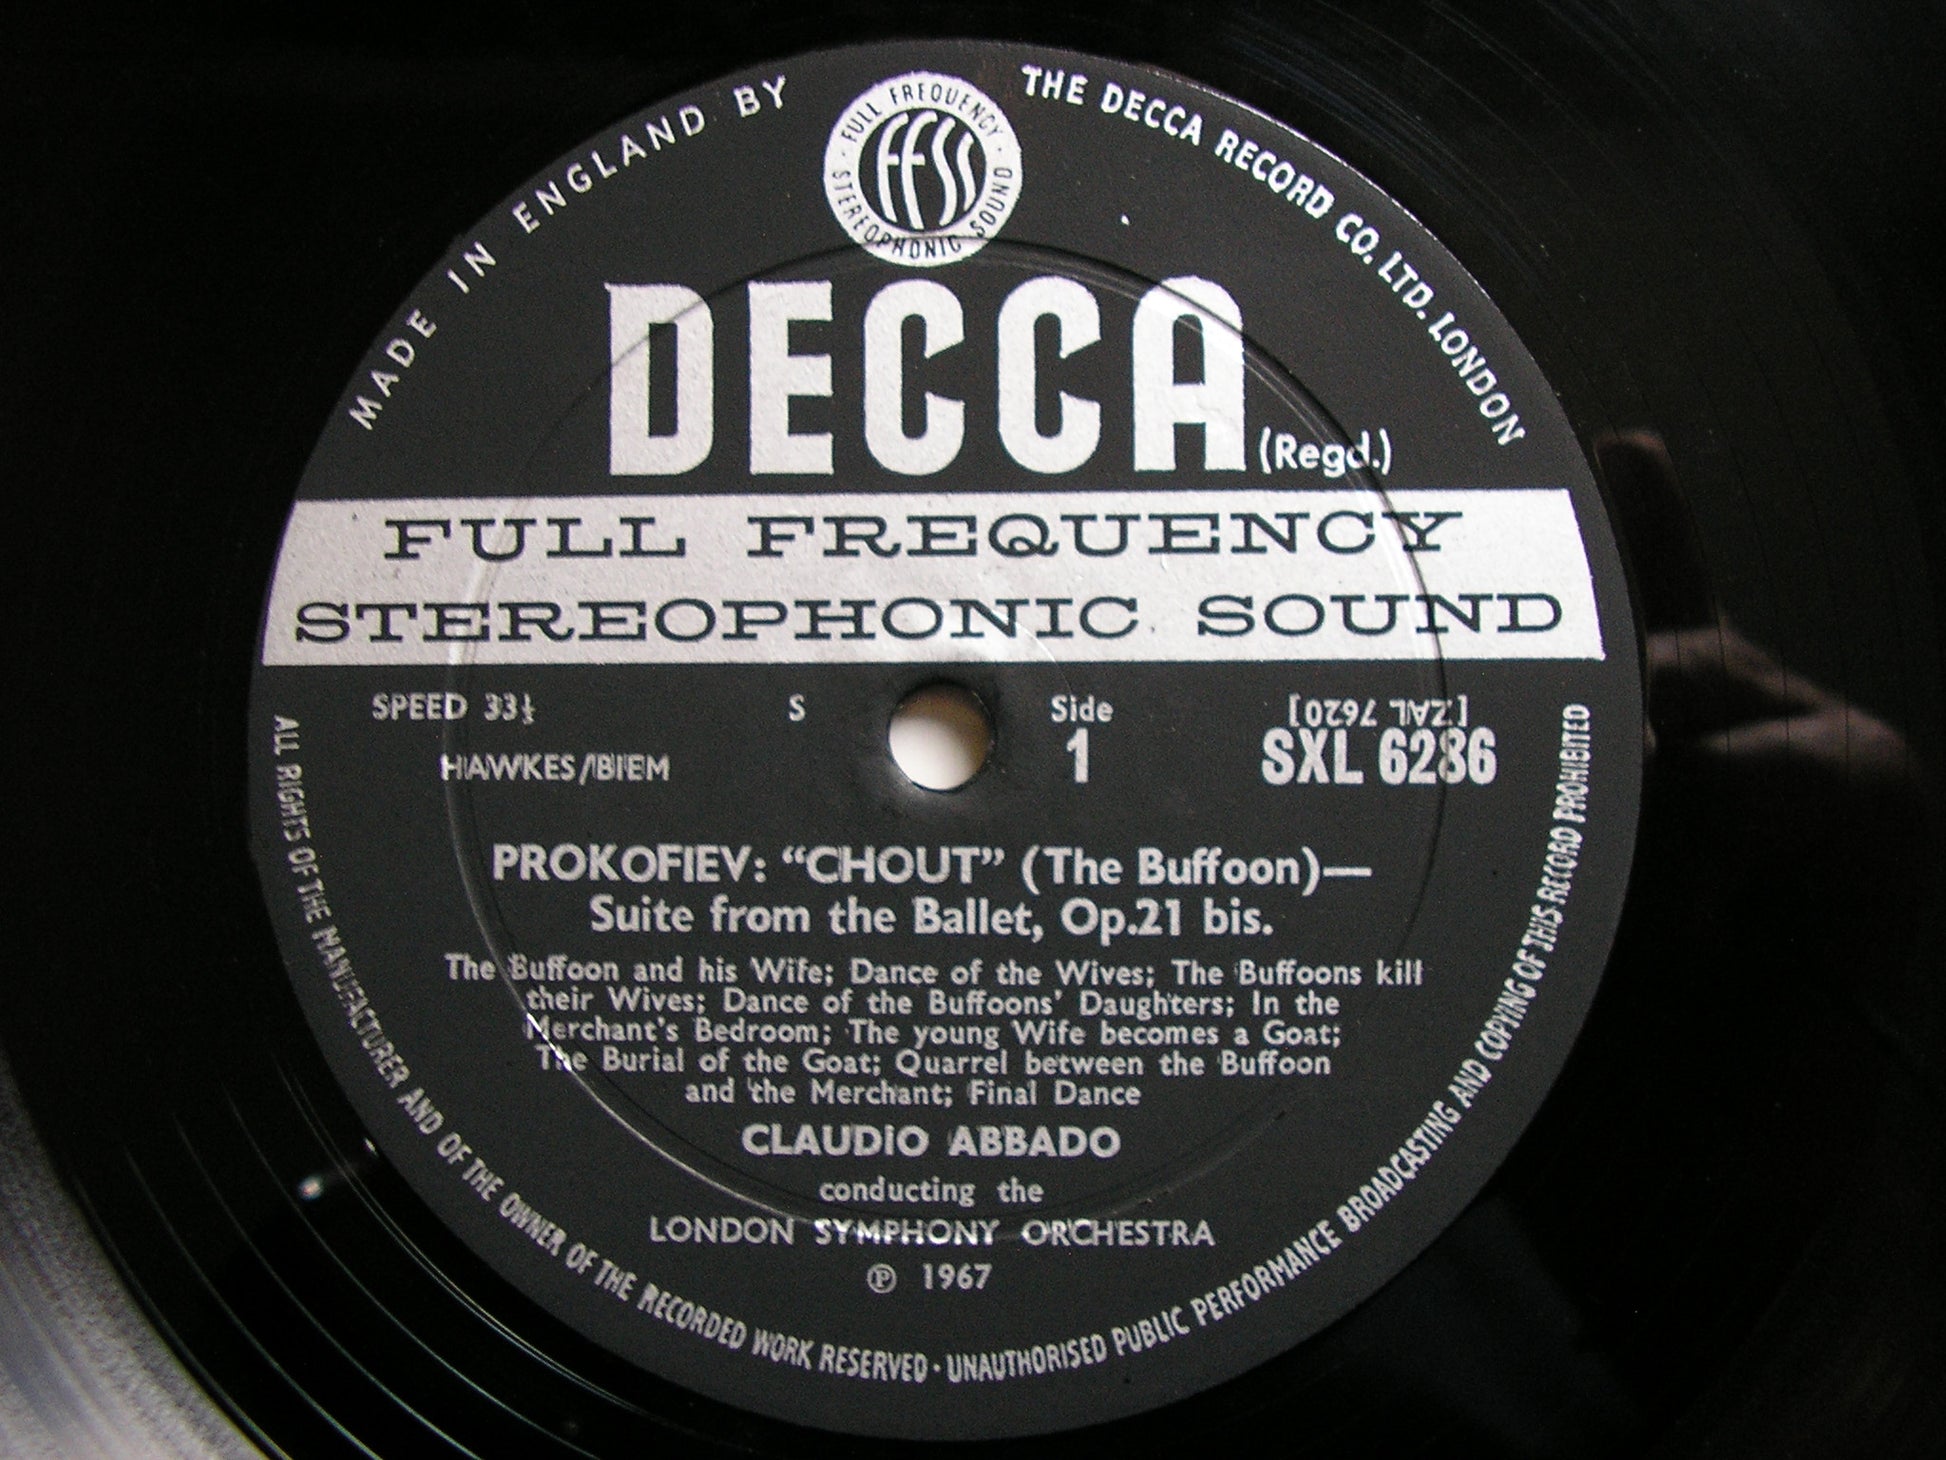 MADE IN ENGLAND BY
THE DECCA RECORD CO. LTD. LONDON
· FULL FREQUENCY ·
STEREOPHONIC SOUND
FFSS
DECCA (Regd.)
FULL FREQUENCY
STEREOPHONIC SOUND
SPEED 33⅓
S
Side
1
[ZAL 7620]
SXL 6286
HAWKES/BIEM
PROKOFIEV: “CHOUT” (The Buffoon)—
Suite from the Ballet, Op.21 bis.
The Buffoon and his Wife; Dance of the Wives; The Buffoons kill
their Wives; Dance of the Buffoons’ Daughters; In the
Merchant’s Bedroom; The young Wife becomes a Goat;
The Burial of the Goat; Quarrel between the Buffoon
and the Merchant; Final Dance
CLAUDiO ABBADO
conducting the
LONDON SYMPHONY ORCHESTRA
℗ 1967
ALL RIGHTS OF THE MANUFACTURER AND OF THE OWNER OF THE RECORDED WORK RESERVED · UNAUTHORISED PUBLIC PERFORMANCE BROADCASTING AND COPYING OF THIS RECORD PROHIBITED